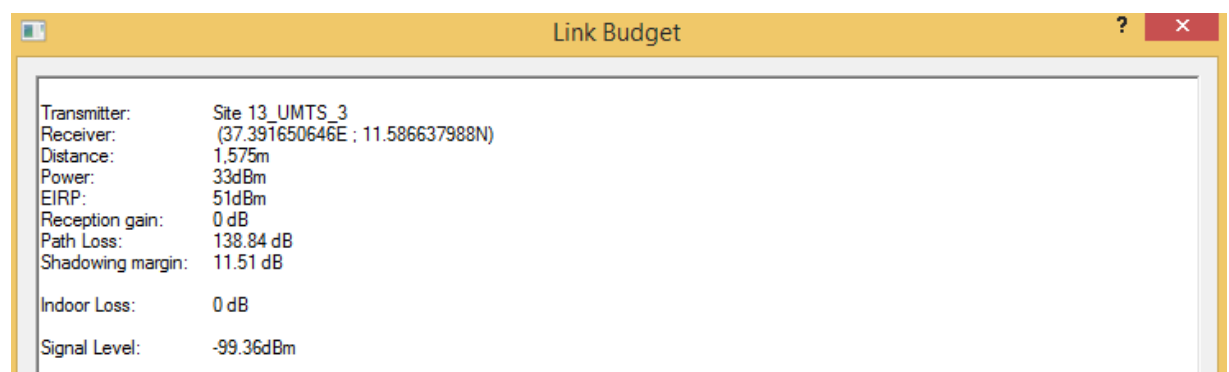 Link Budget
?
×
Transmitter: Site 13_UMTS_3
Receiver: (37.391650646E ; 11.586637988N)
Distance: 1,575m
Power: 33dBm
EIRP: 51dBm
Reception gain: 0 dB
Path Loss: 138.84 dB
Shadowing margin: 11.51 dB
Indoor Loss: 0 dB
Signal Level: -99.36dBm